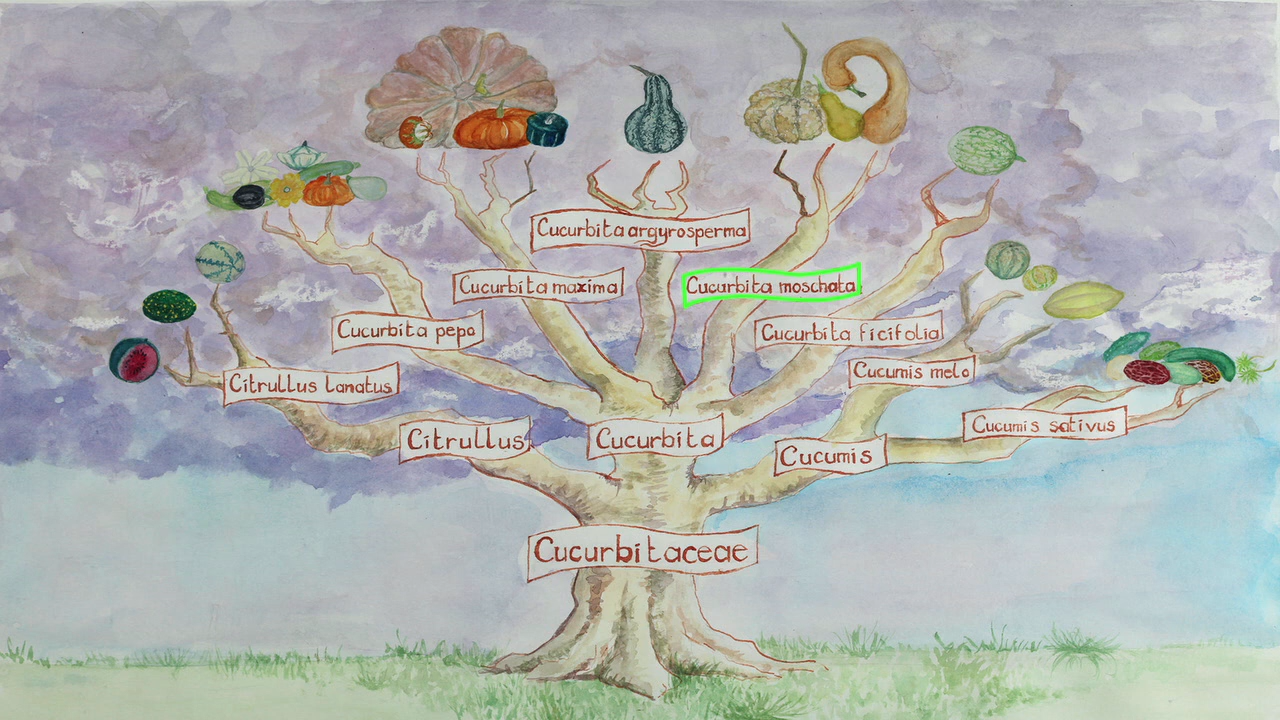 Cucurbita argyrosperma
Cucurbita maxima
Cucurbita moschata
Cucurbita pepo
Cucurbita ficifolia
Citrullus lanatus
Cucumis melo
Cucumis sativus
Citrullus
Cucurbita
Cucumis
Cucurbitaceae